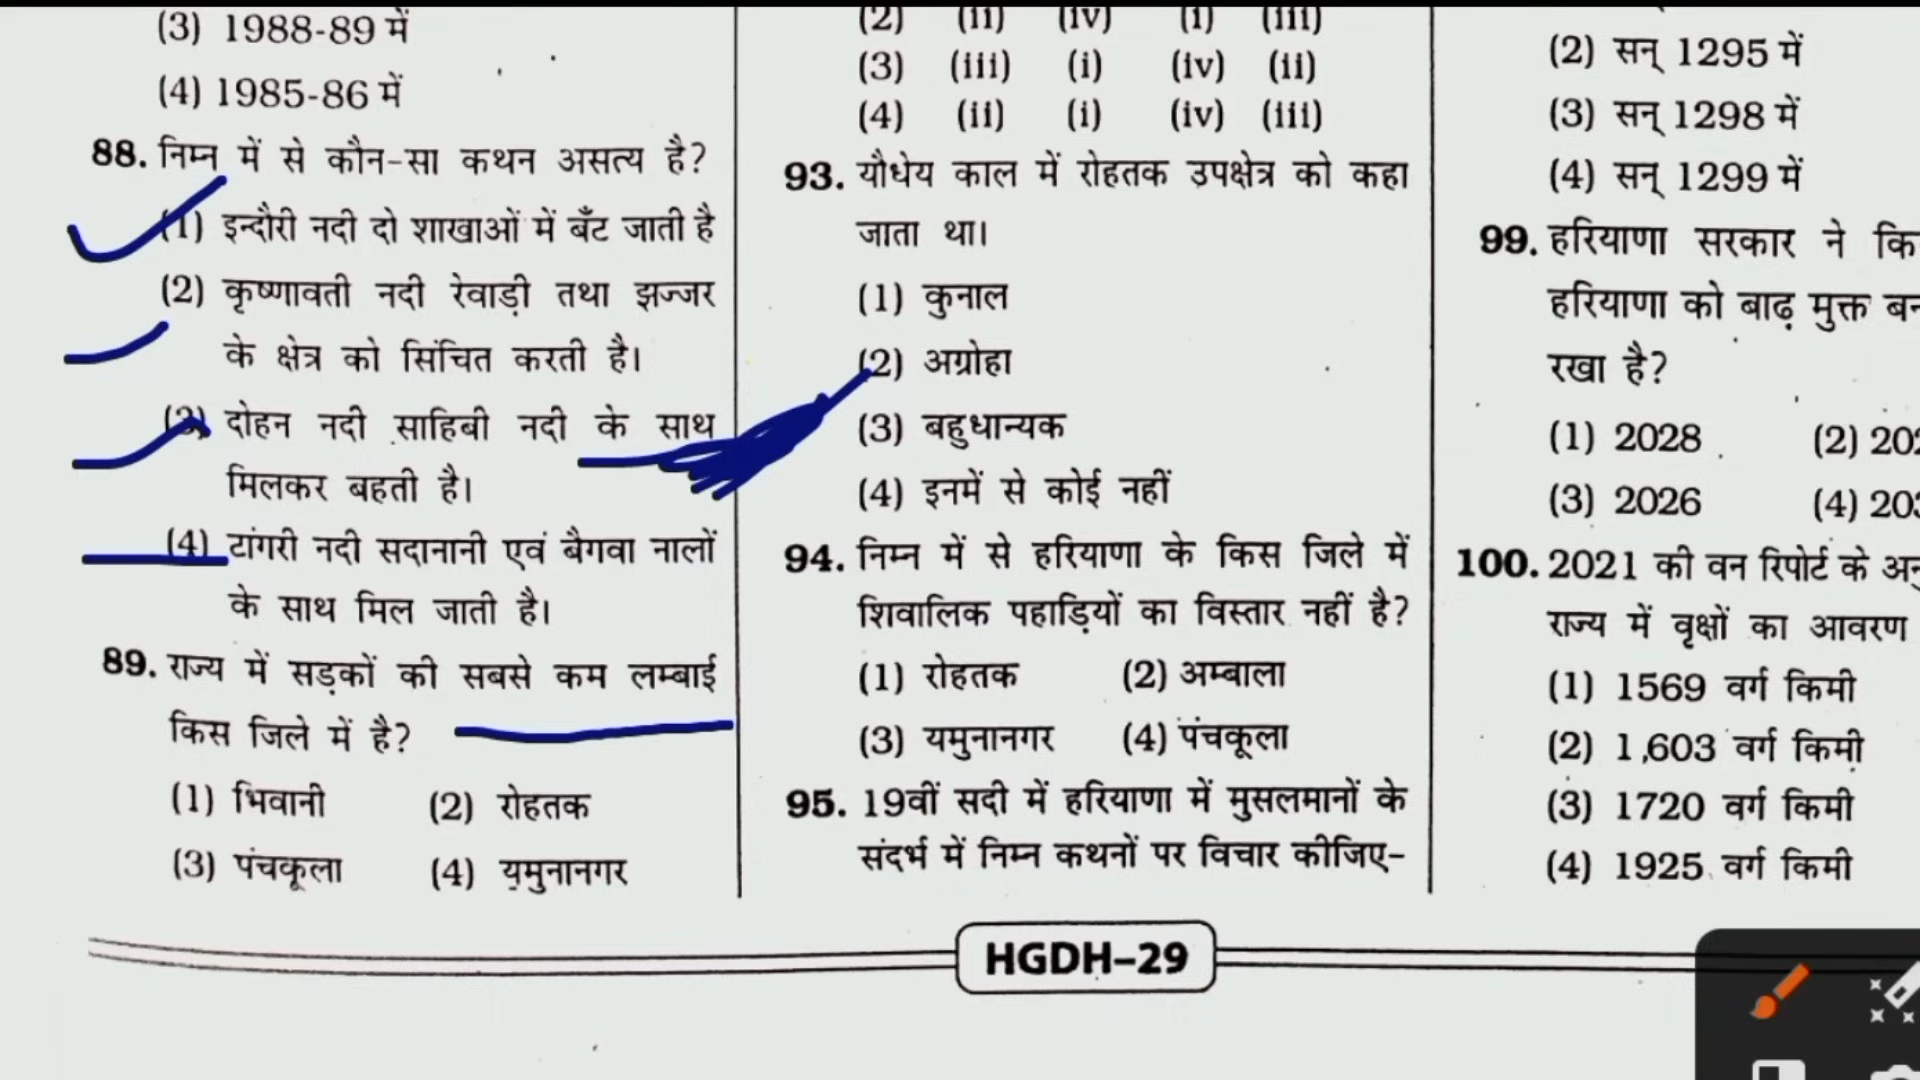 (3) 1988-89 में
(4) 1985-86 में
88. निम्न में से कौन-सा कथन असत्य है?
(1) इन्दौरी नदी दो शाखाओं में बँट जाती है
(2) कृष्णावती नदी रेवाड़ी तथा झज्जर
के क्षेत्र को सिंचित करती है।
(3) दोहन नदी साहिबी नदी के साथ
मिलकर बहती है।
(4) टांगरी नदी सदानानी एवं बैगवा नालों
के साथ मिल जाती है।
89. राज्य में सड़कों की सबसे कम लम्बाई
किस जिले में है?
(1) भिवानी (2) रोहतक
(3) पंचकूला (4) यमुनानगर
(2) (ii) (iv) (i) (iii)
(3) (iii) (i) (iv) (ii)
(4) (ii) (i) (iv) (iii)
93. यौधेय काल में रोहतक उपक्षेत्र को कहा
जाता था।
(1) कुनाल
(2) अग्रोहा
(3) बहुधान्यक
(4) इनमें से कोई नहीं
94. निम्न में से हरियाणा के किस जिले में
शिवालिक पहाड़ियों का विस्तार नहीं है?
(1) रोहतक (2) अम्बाला
(3) यमुनानगर (4) पंचकूला
95. 19वीं सदी में हरियाणा में मुसलमानों के
संदर्भ में निम्न कथनों पर विचार कीजिए-
(2) सन् 1295 में
(3) सन् 1298 में
(4) सन् 1299 में
99. हरियाणा सरकार ने
हरियाणा को बाढ़ मुक्त
रखा है?
(1) 2028 (2)
(3) 2026 (4)
100. 2021 की वन रिपोर्ट के
राज्य में वृक्षों का आवरण
(1) 1569 वर्ग किमी
(2) 1,603 वर्ग किमी
(3) 1720 वर्ग किमी
(4) 1925 वर्ग किमी
HGDH-29